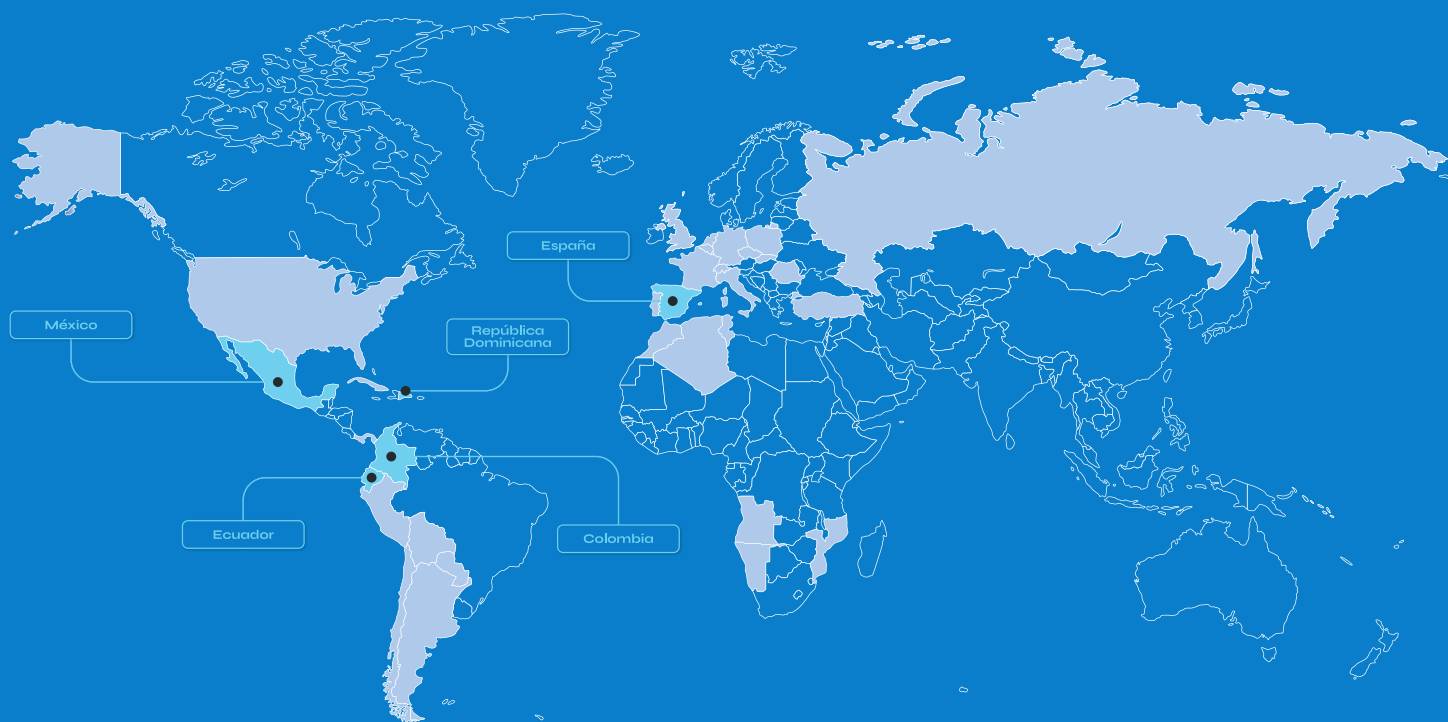 España
México
República
Dominicana
Ecuador
Colombia